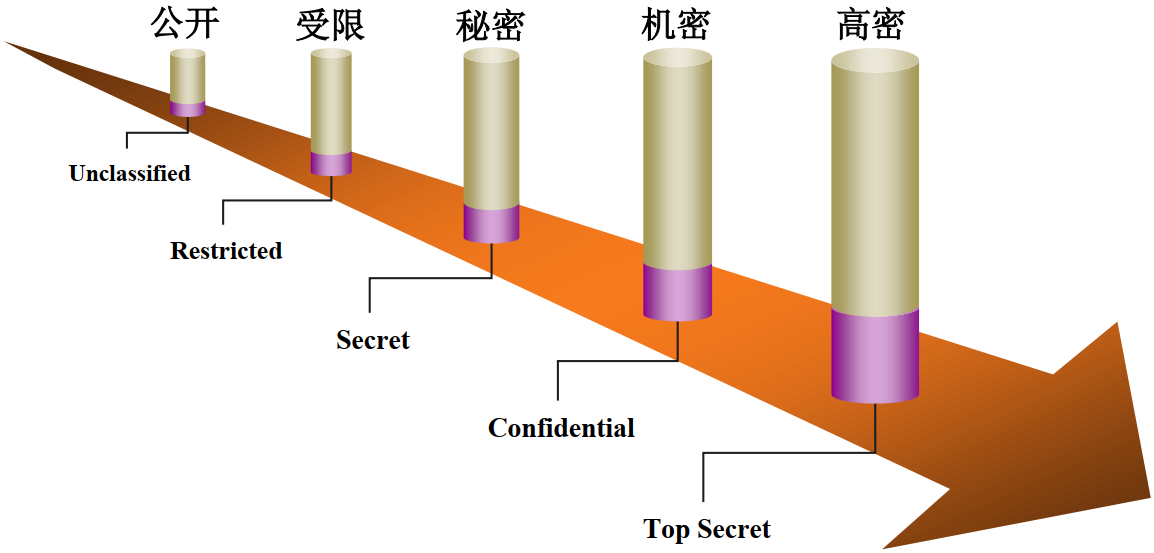 公开
受限
秘密
机密
高密
Unclassified
Restricted
Secret
Confidential
Top Secret